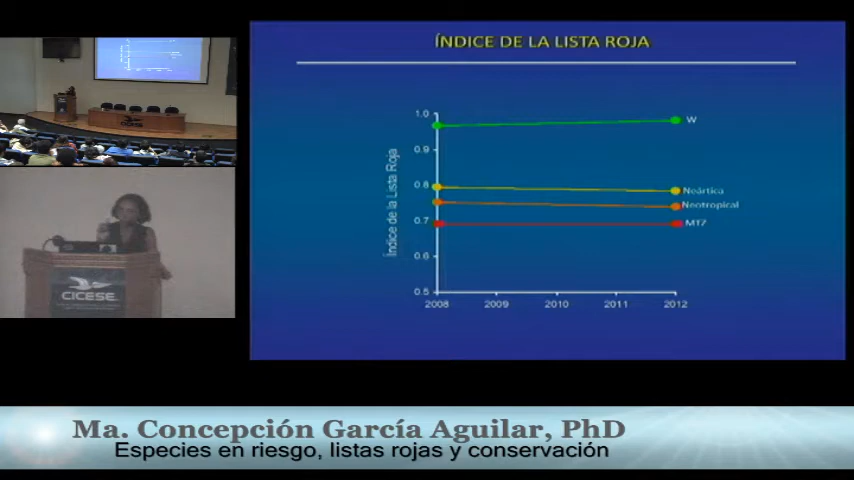 ÍNDICE DE LA LISTA ROJA
Índice de la Lista Roja
1.0
0.9
0.8
0.7
0.6
0.5
2008
2009
2010
2011
2012
W
Neártica
Neotropical
CICESE
CICESE
Ma. Concepción García Aguilar, PhD
Especies en riesgo, listas rojas y conservación